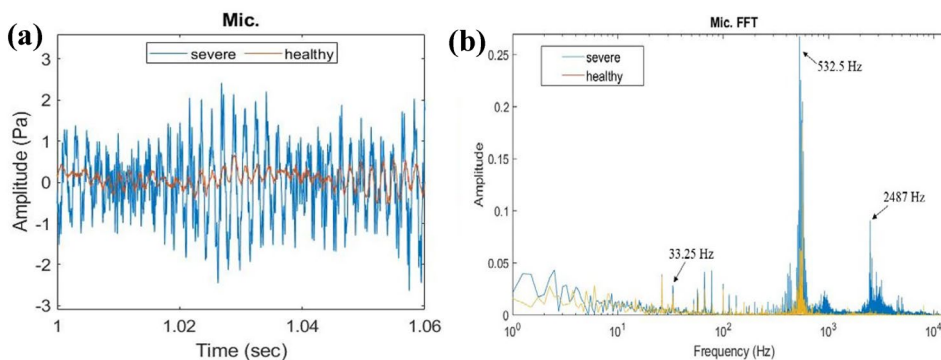 Mic.
(a)
severe healthy
3
2
1
0
-1
-2
-3
Amplitude (Pa)
1 1.02 1.04 1.06
Time (sec)
Mic. FFT
(b)
severe
healthy
532.5 Hz
2487 Hz
33.25 Hz
0.25
0.2
0.15
0.1
0.05
0
Amplitude
10^0 10^1 10^2 10^3 10^4
Frequency (Hz)